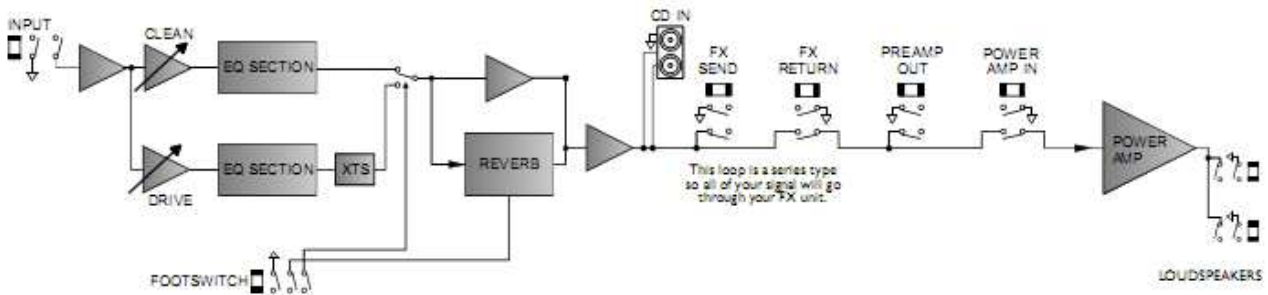 INPUT
CLEAN
EQ SECTION
DRIVE
EQ SECTION
XTS
REVERB
FOOTSWITCH
CD IN
FX
SEND
FX
RETURN
PREAMP
OUT
POWER
AMP IN
This loop is a series type
so all of your signal will go
through your FX unit.
POWER
AMP
LOUDSPEAKERS